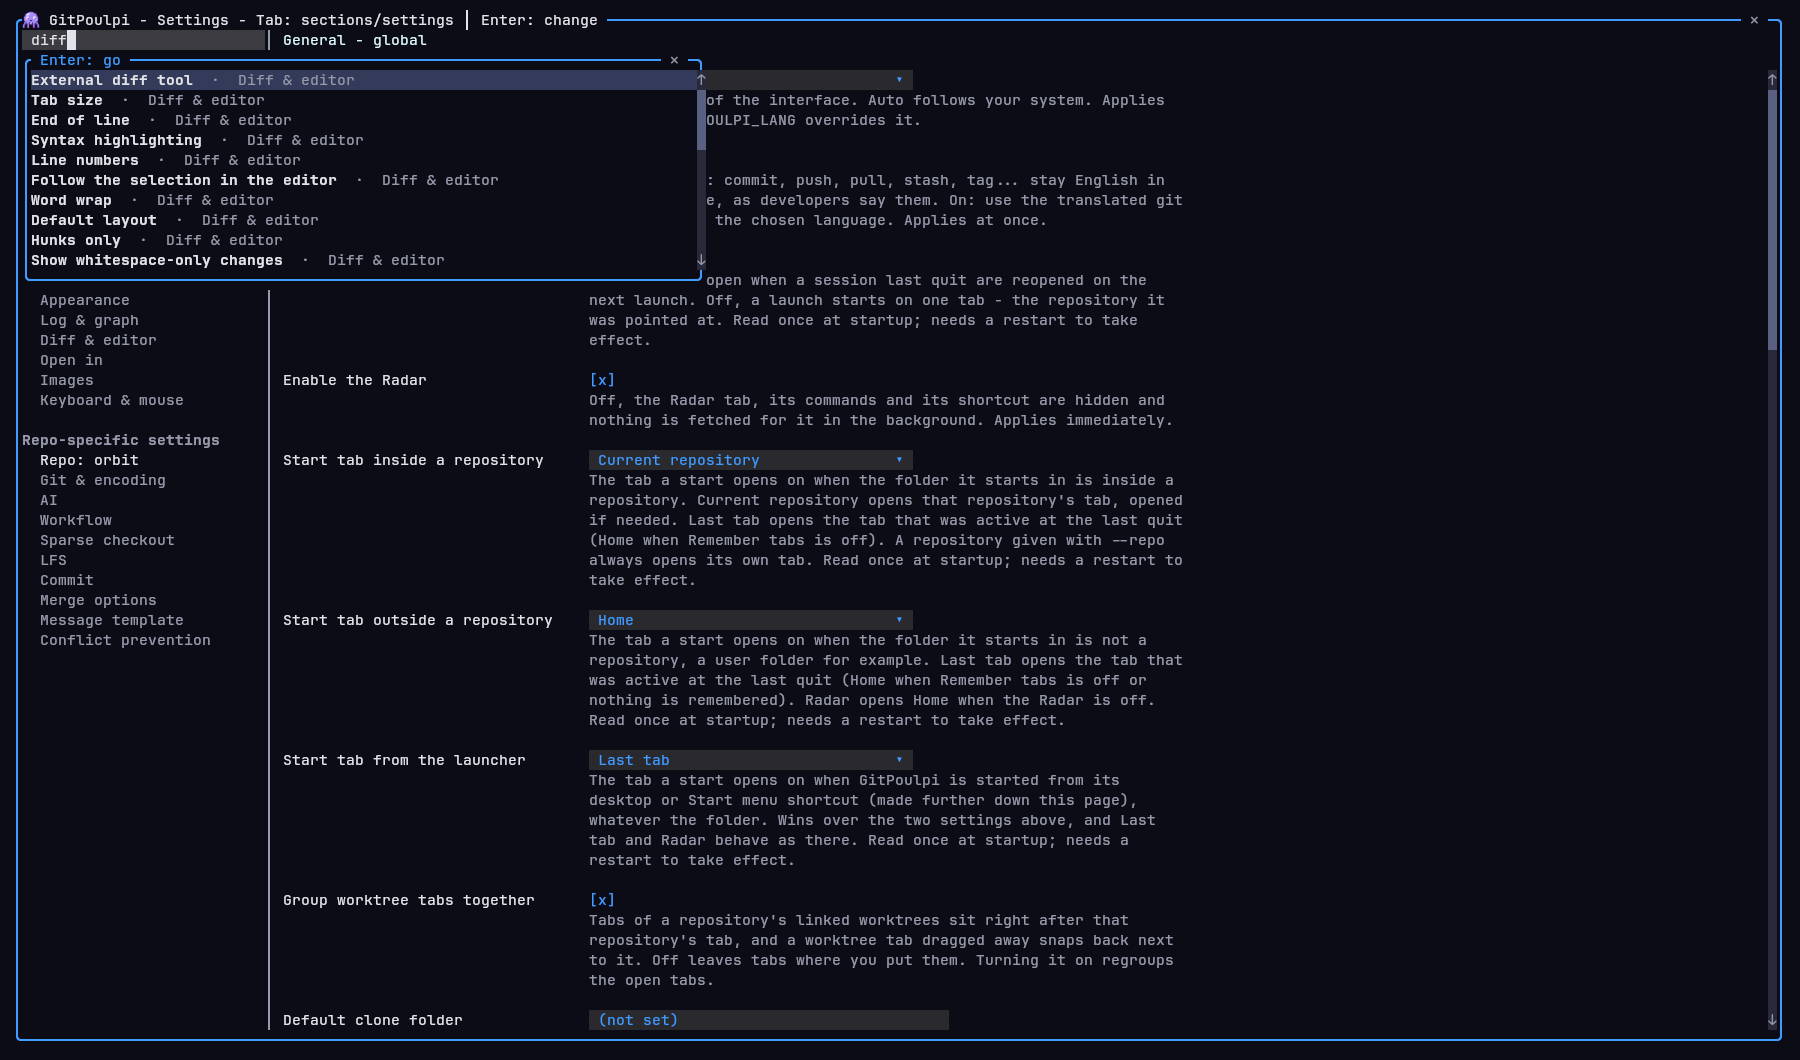 GitPoulpi - Settings - Tab: sections/settings │ Enter: change ×
diff
General - global
Enter: go ×
External diff tool · Diff & editor
Tab size · Diff & editor
End of line · Diff & editor
Syntax highlighting · Diff & editor
Line numbers · Diff & editor
Follow the selection in the editor · Diff & editor
Word wrap · Diff & editor
Default layout · Diff & editor
Hunks only · Diff & editor
Show whitespace-only changes · Diff & editor
of the interface. Auto follows your system. Applies
OULPI_LANG overrides it.
: commit, push, pull, stash, tag... stay English in
e, as developers say them. On: use the translated git
the chosen language. Applies at once.
open when a session last quit are reopened on the
next launch. Off, a launch starts on one tab - the repository it
was pointed at. Read once at startup; needs a restart to take
effect.
Appearance
Log & graph
Diff & editor
Open in
Images
Keyboard & mouse
Repo-specific settings
Repo: orbit
Git & encoding
AI
Workflow
Sparse checkout
LFS
Commit
Merge options
Message template
Conflict prevention
Enable the Radar [x]
Off, the Radar tab, its commands and its shortcut are hidden and
nothing is fetched for it in the background. Applies immediately.
Start tab inside a repository Current repository ▾
The tab a start opens on when the folder it starts in is inside a
repository. Current repository opens that repository's tab, opened
if needed. Last tab opens the tab that was active at the last quit
(Home when Remember tabs is off). A repository given with --repo
always opens its own tab. Read once at startup; needs a restart to
take effect.
Start tab outside a repository Home ▾
The tab a start opens on when the folder it starts in is not a
repository, a user folder for example. Last tab opens the tab that
was active at the last quit (Home when Remember tabs is off or
nothing is remembered). Radar opens Home when the Radar is off.
Read once at startup; needs a restart to take effect.
Start tab from the launcher Last tab ▾
The tab a start opens on when GitPoulpi is started from its
desktop or Start menu shortcut (made further down this page),
whatever the folder. Wins over the two settings above, and Last
tab and Radar behave as there. Read once at startup; needs a
restart to take effect.
Group worktree tabs together [x]
Tabs of a repository's linked worktrees sit right after that
repository's tab, and a worktree tab dragged away snaps back next
to it. Off leaves tabs where you put them. Turning it on regroups
the open tabs.
Default clone folder (not set)